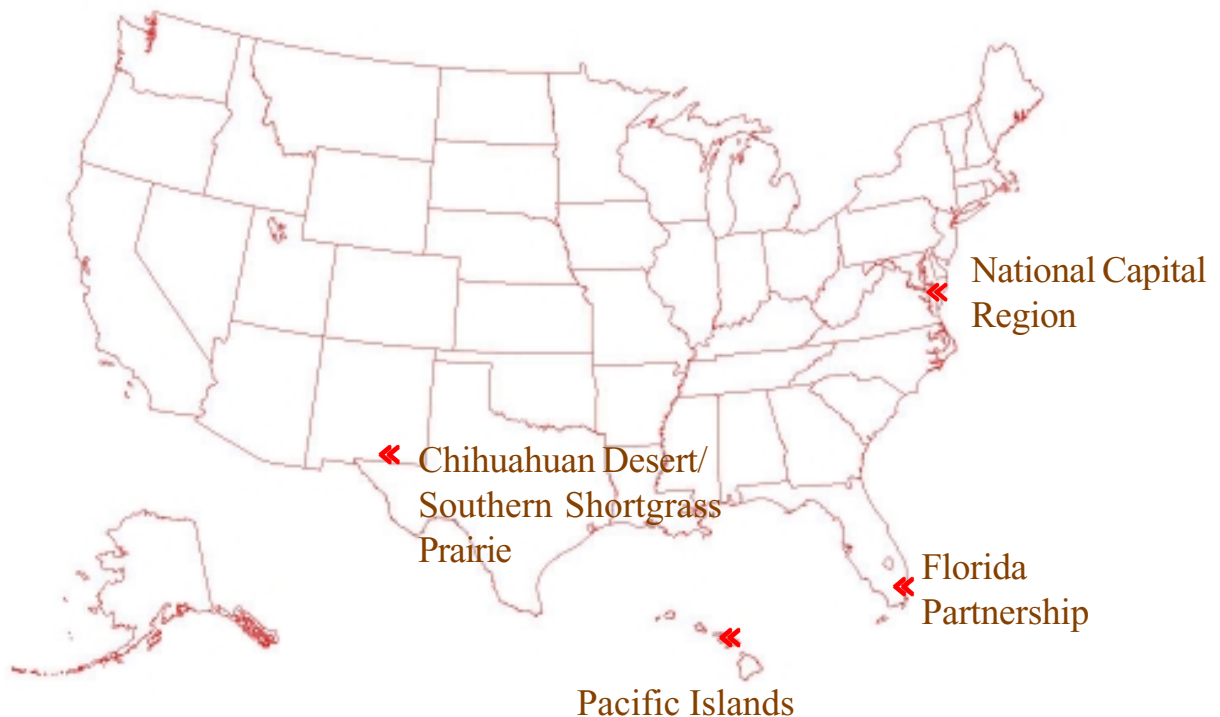 National Capital
Region
Chihuahuan Desert/
Southern Shortgrass
Prairie
Florida
Partnership
Pacific Islands